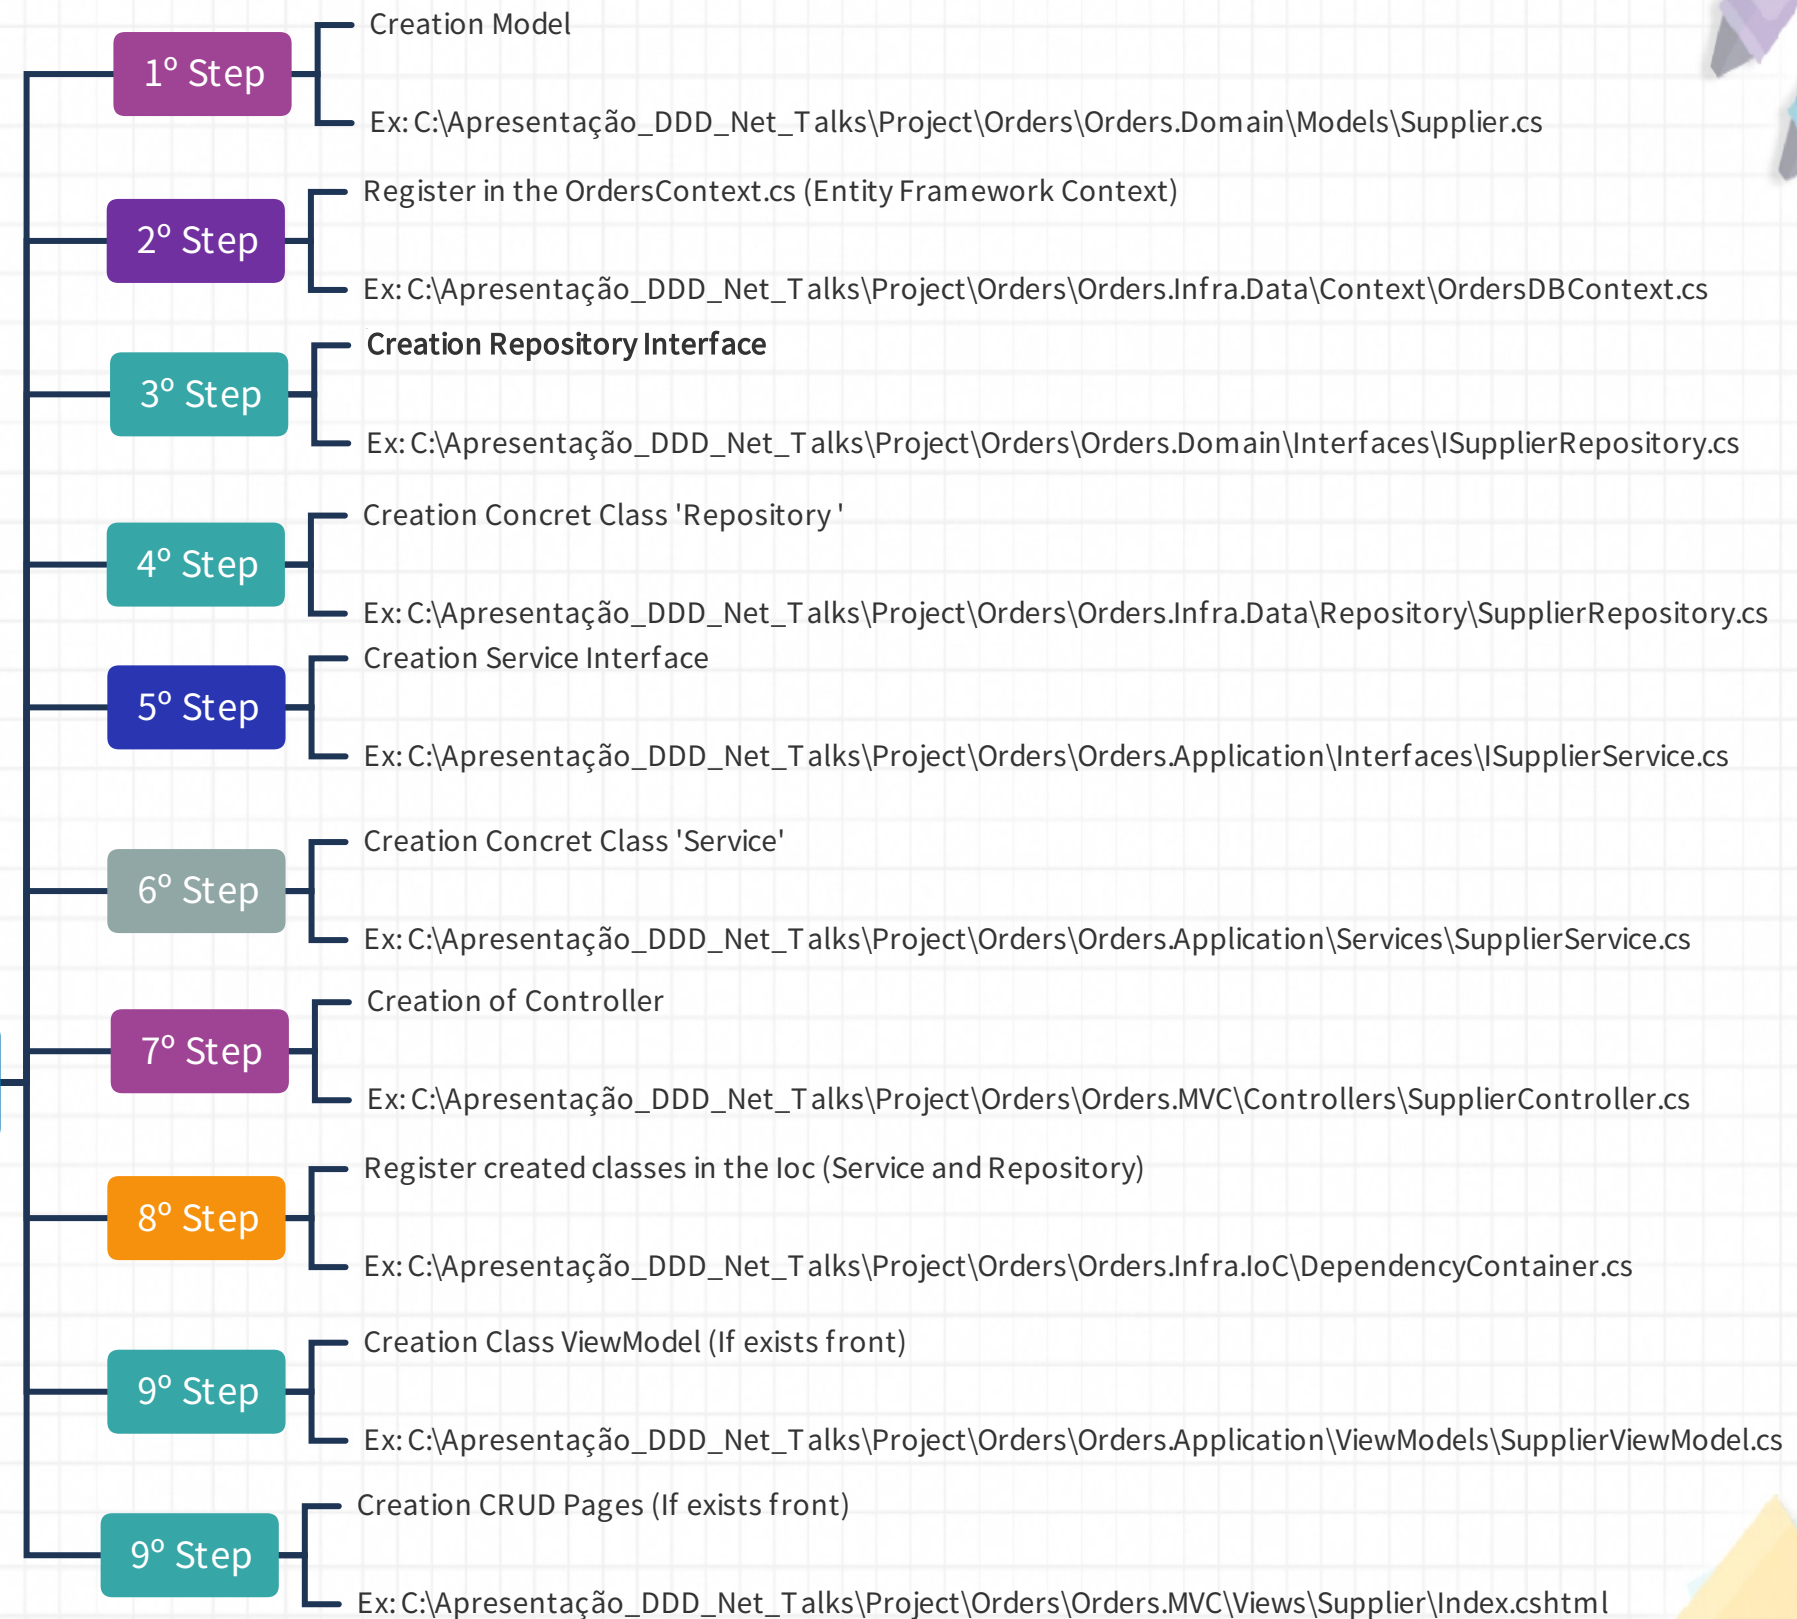 Creation Model
1º Step
Ex: C:\Apresentação_DDD_Net_Talks\Project\Orders\Orders.Domain\Models\Supplier.cs
Register in the OrdersContext.cs (Entity Framework Context)
2º Step
Ex: C:\Apresentação_DDD_Net_Talks\Project\Orders\Orders.Infra.Data\Context\OrdersDBContext.cs
Creation Repository Interface
3º Step
Ex: C:\Apresentação_DDD_Net_Talks\Project\Orders\Orders.Domain\Interfaces\ISupplierRepository.cs
Creation Concret Class 'Repository '
4º Step
Ex: C:\Apresentação_DDD_Net_Talks\Project\Orders\Orders.Infra.Data\Repository\SupplierRepository.cs
Creation Service Interface
5º Step
Ex: C:\Apresentação_DDD_Net_Talks\Project\Orders\Orders.Application\Interfaces\ISupplierService.cs
Creation Concret Class 'Service'
6º Step
Ex: C:\Apresentação_DDD_Net_Talks\Project\Orders\Orders.Application\Services\SupplierService.cs
Creation of Controller
7º Step
Ex: C:\Apresentação_DDD_Net_Talks\Project\Orders\Orders.MVC\Controllers\SupplierController.cs
Register created classes in the Ioc (Service and Repository)
8º Step
Ex: C:\Apresentação_DDD_Net_Talks\Project\Orders\Orders.Infra.IoC\DependencyContainer.cs
Creation Class ViewModel (If exists front)
9º Step
Ex: C:\Apresentação_DDD_Net_Talks\Project\Orders\Orders.Application\ViewModels\SupplierViewModel.cs
Creation CRUD Pages (If exists front)
9º Step
Ex: C:\Apresentação_DDD_Net_Talks\Project\Orders\Orders.MVC\Views\Supplier\Index.cshtml